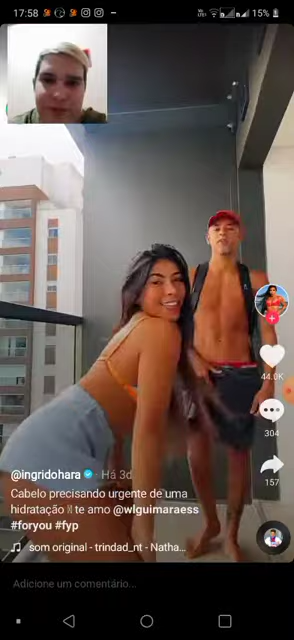 17:58
15%
44.0K
304
157
@ingridohara · Há 3d
Cabelo precisando urgente de uma
hidratação te amo @wlguimaraess
#foryou #fyp
som original - trindad_nt - Natha...
Adicione um comentário...